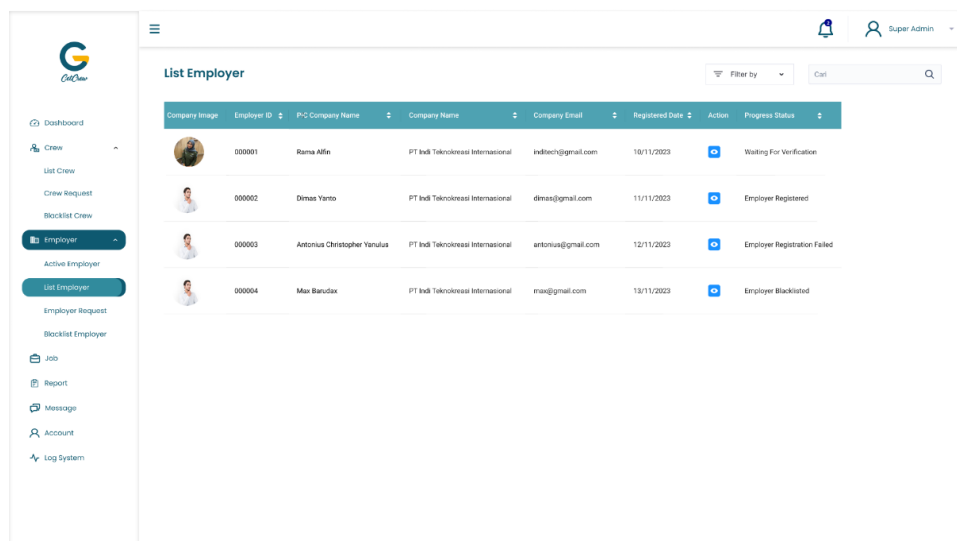 2
Super Admin
GetCrew
List Employer
Filter by
Cari
Dashboard
Crew
List Crew
Crew Request
Blacklist Crew
Employer
Active Employer
List Employer
Employer Request
Blacklist Employer
Job
Report
Message
Account
Log System
Company Image Employer ID P-C Company Name Company Name Company Email Registered Date Action Progress Status
000001 Rama Alfin PT Indi Teknokreasi Internasional inditech@gmail.com 10/11/2023 Waiting For Verification
000002 Dimas Yanto PT Indi Teknokreasi Internasional dimas@gmail.com 11/11/2023 Employer Registered
000003 Antonius Christopher Yanulus PT Indi Teknokreasi Internasional antonius@gmail.com 12/11/2023 Employer Registration Failed
000004 Max Barudax PT Indi Teknokreasi Internasional max@gmail.com 13/11/2023 Employer Blacklisted